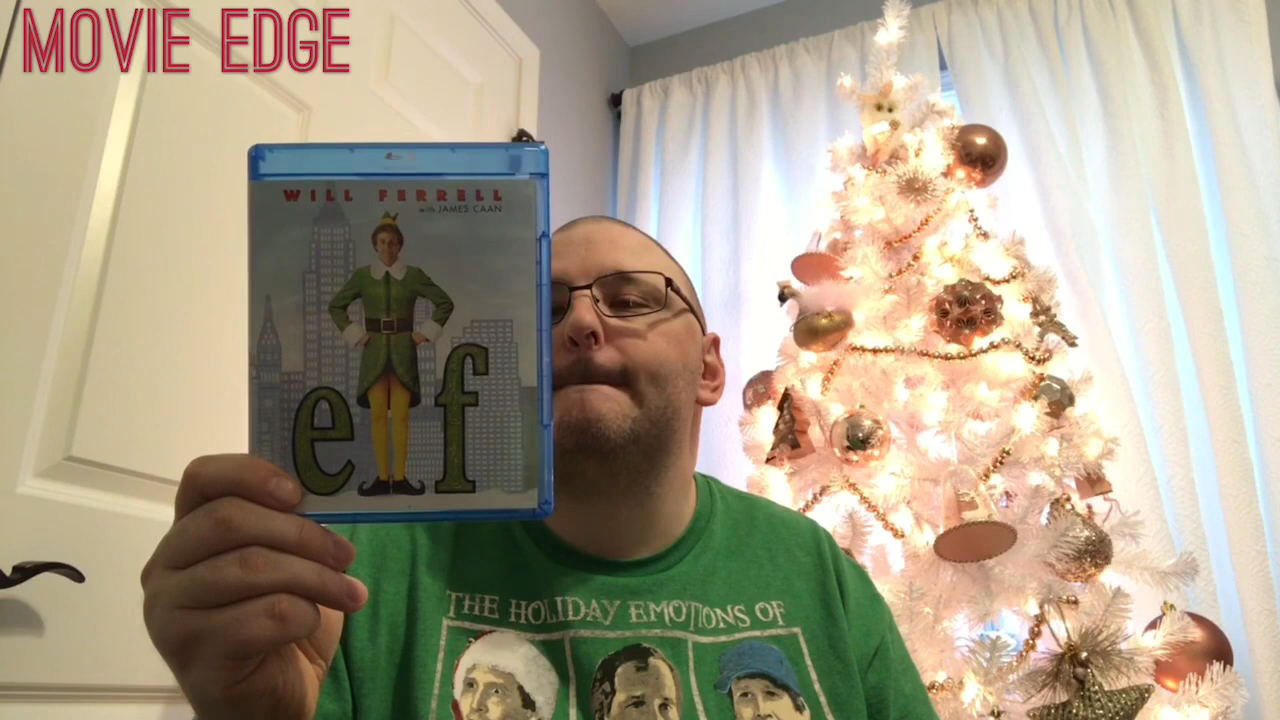 MOVIE EDGE
WILL FERRELL
with JAMES CAAN
elf
THE HOLIDAY EMOTIONS OF